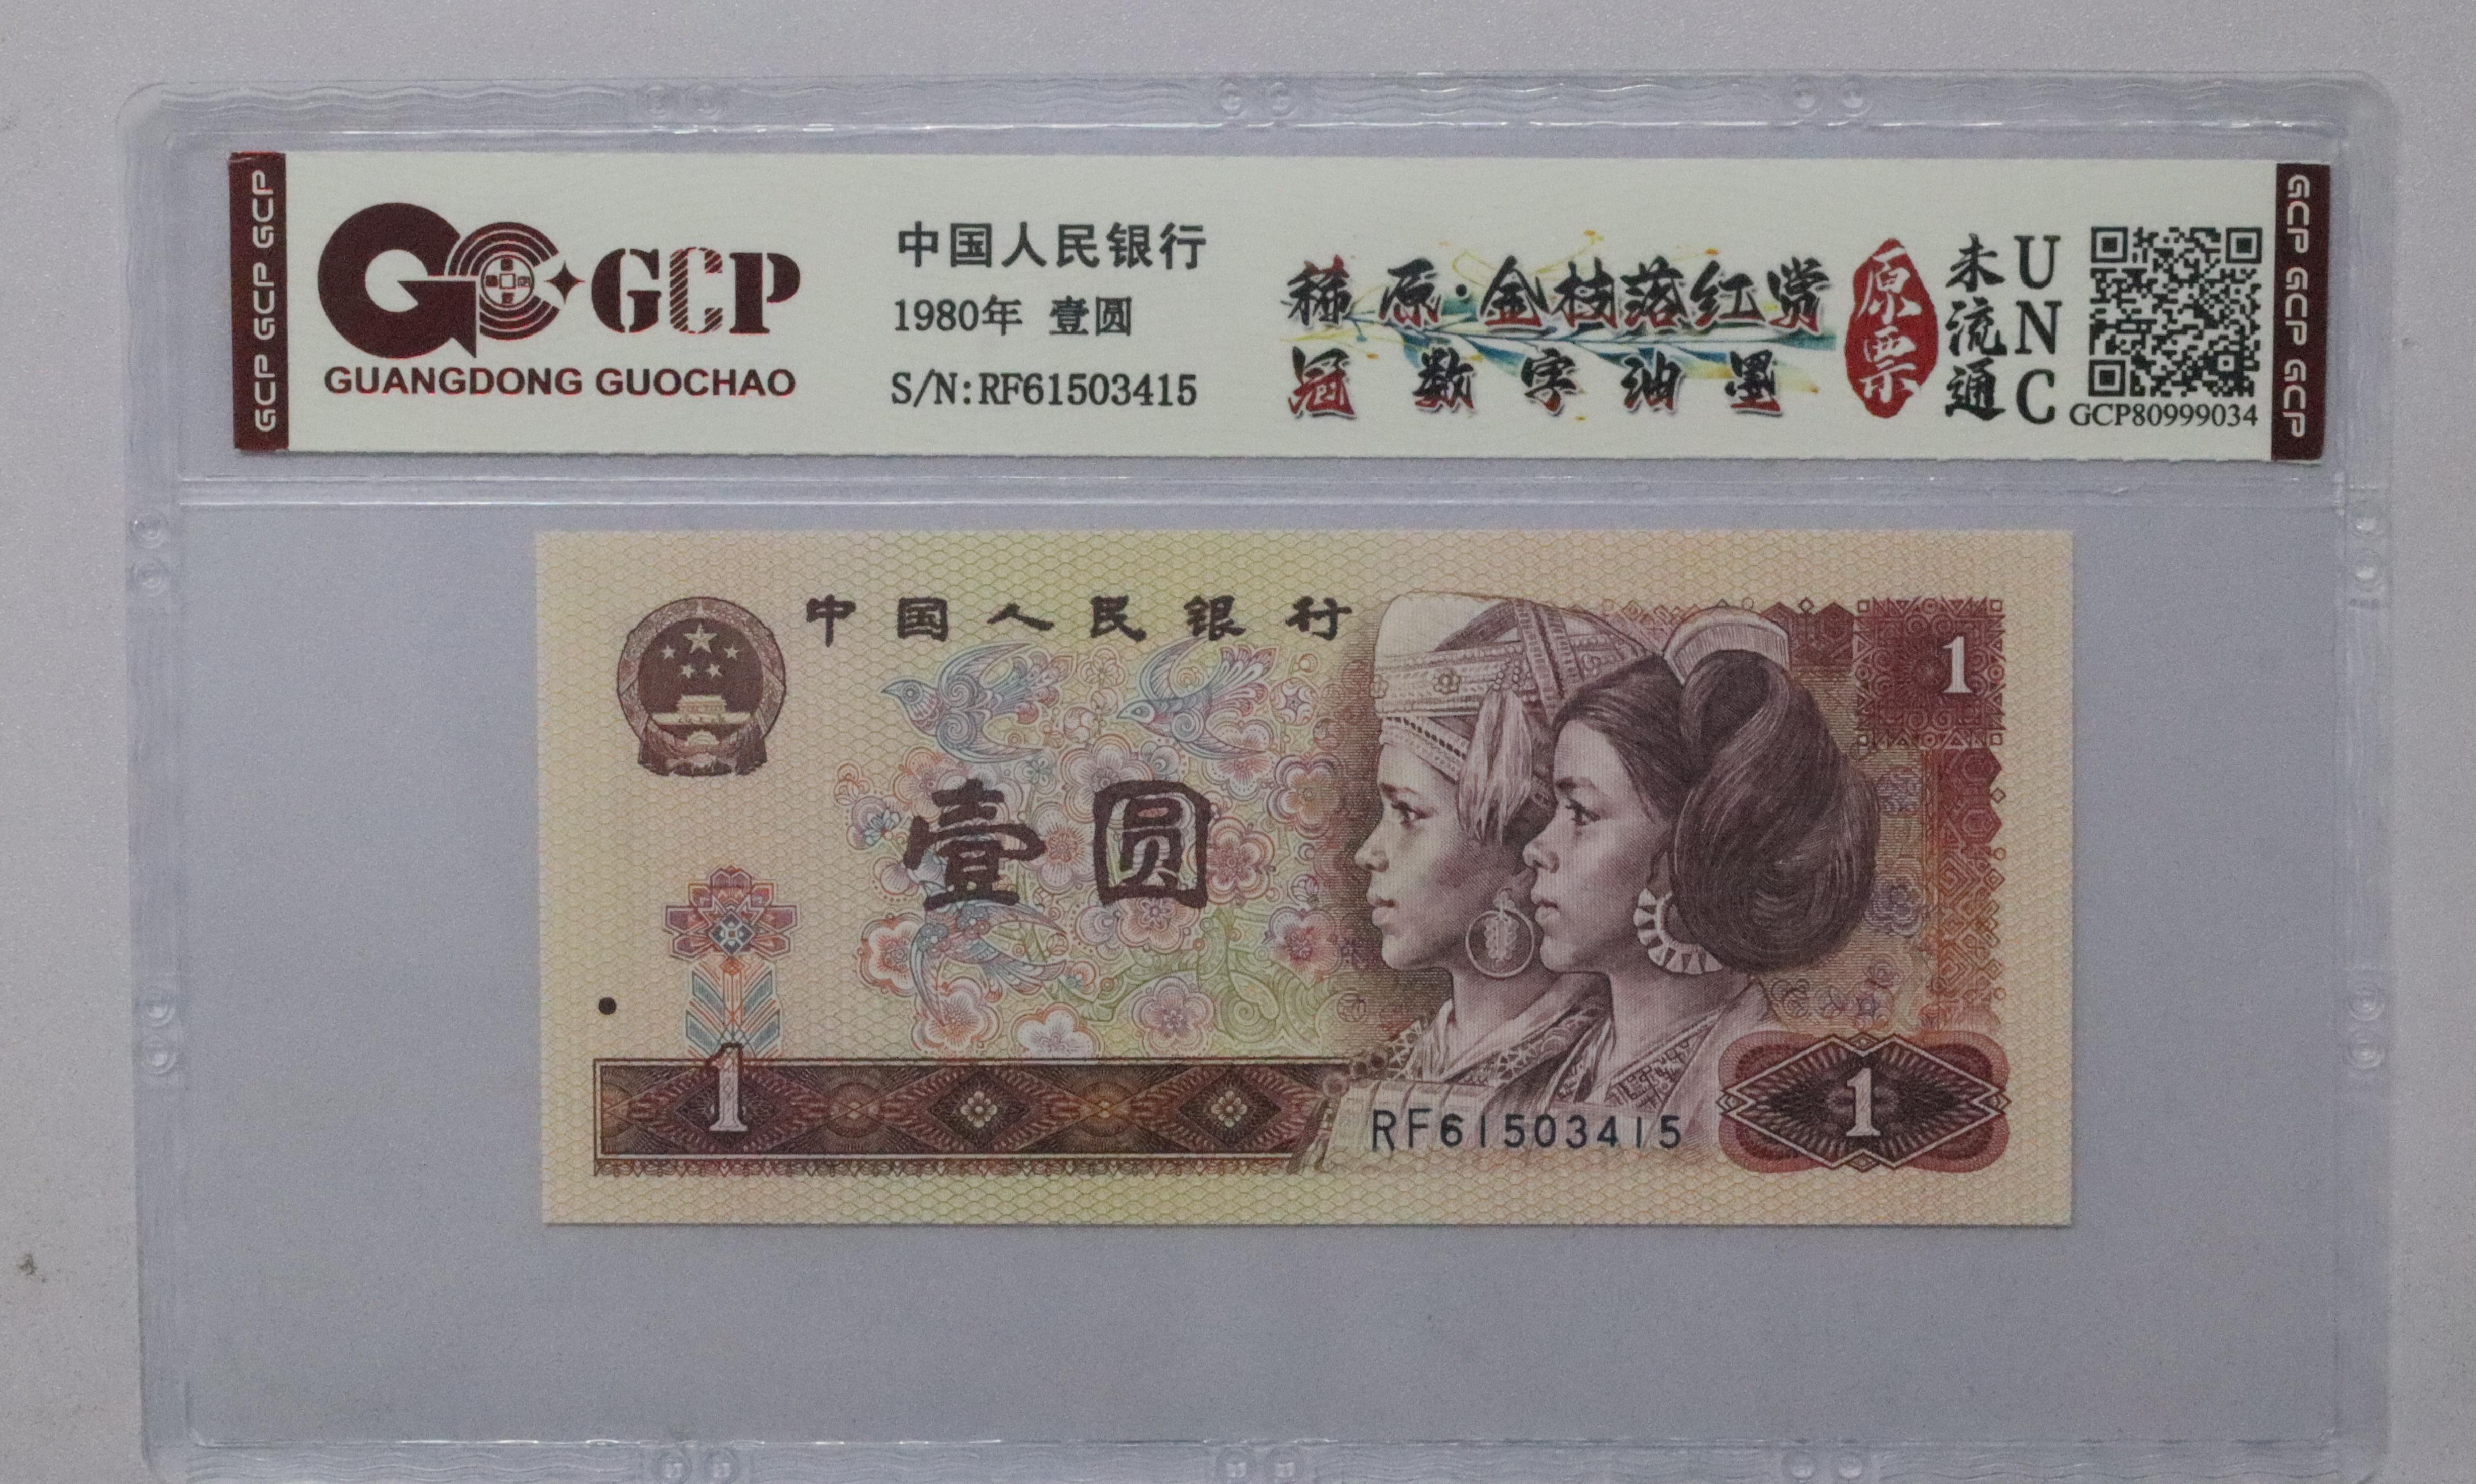 GCP GCP GCP
GCP
GUANGDONG GUOCHAO
中国人民银行
1980年 壹圆
S/N:RF61503415
稀原·金枝落红赏
冠数字油墨
原票
未流通
UNC
GCP80999034
GCP GCP GCP
中国人民银行
1
壹圆
1
RF61503415
1